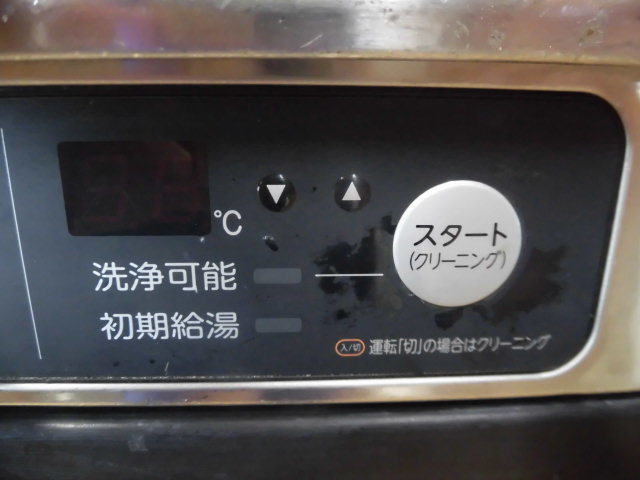 ℃
▼ ▲
スタート
(クリーニング)
洗浄可能
初期給湯
入/切 運転「切」の場合はクリーニング